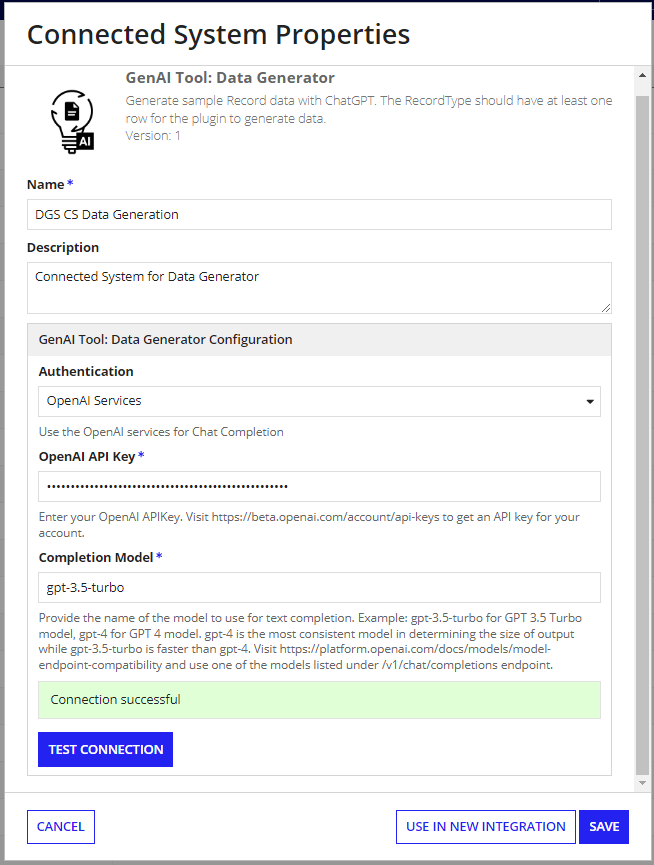 Connected System Properties
GenAI Tool: Data Generator
Generate sample Record data with ChatGPT. The RecordType should have at least one
row for the plugin to generate data.
Version: 1
AI
Name *
DGS CS Data Generation
Description
Connected System for Data Generator
GenAI Tool: Data Generator Configuration
Authentication
OpenAI Services
Use the OpenAI services for Chat Completion
OpenAI API Key *
••••••••••••••••••••••••••••••••••••••••••••••••••••
Enter your OpenAI APIKey. Visit https://beta.openai.com/account/api-keys to get an API key for your
account.
Completion Model *
gpt-3.5-turbo
Provide the name of the model to use for text completion. Example: gpt-3.5-turbo for GPT 3.5 Turbo
model, gpt-4 for GPT 4 model. gpt-4 is the most consistent model in determining the size of output
while gpt-3.5-turbo is faster than gpt-4. Visit https://platform.openai.com/docs/models/model-
endpoint-compatibility and use one of the models listed under /v1/chat/completions endpoint.
Connection successful
TEST CONNECTION
CANCEL
USE IN NEW INTEGRATION
SAVE